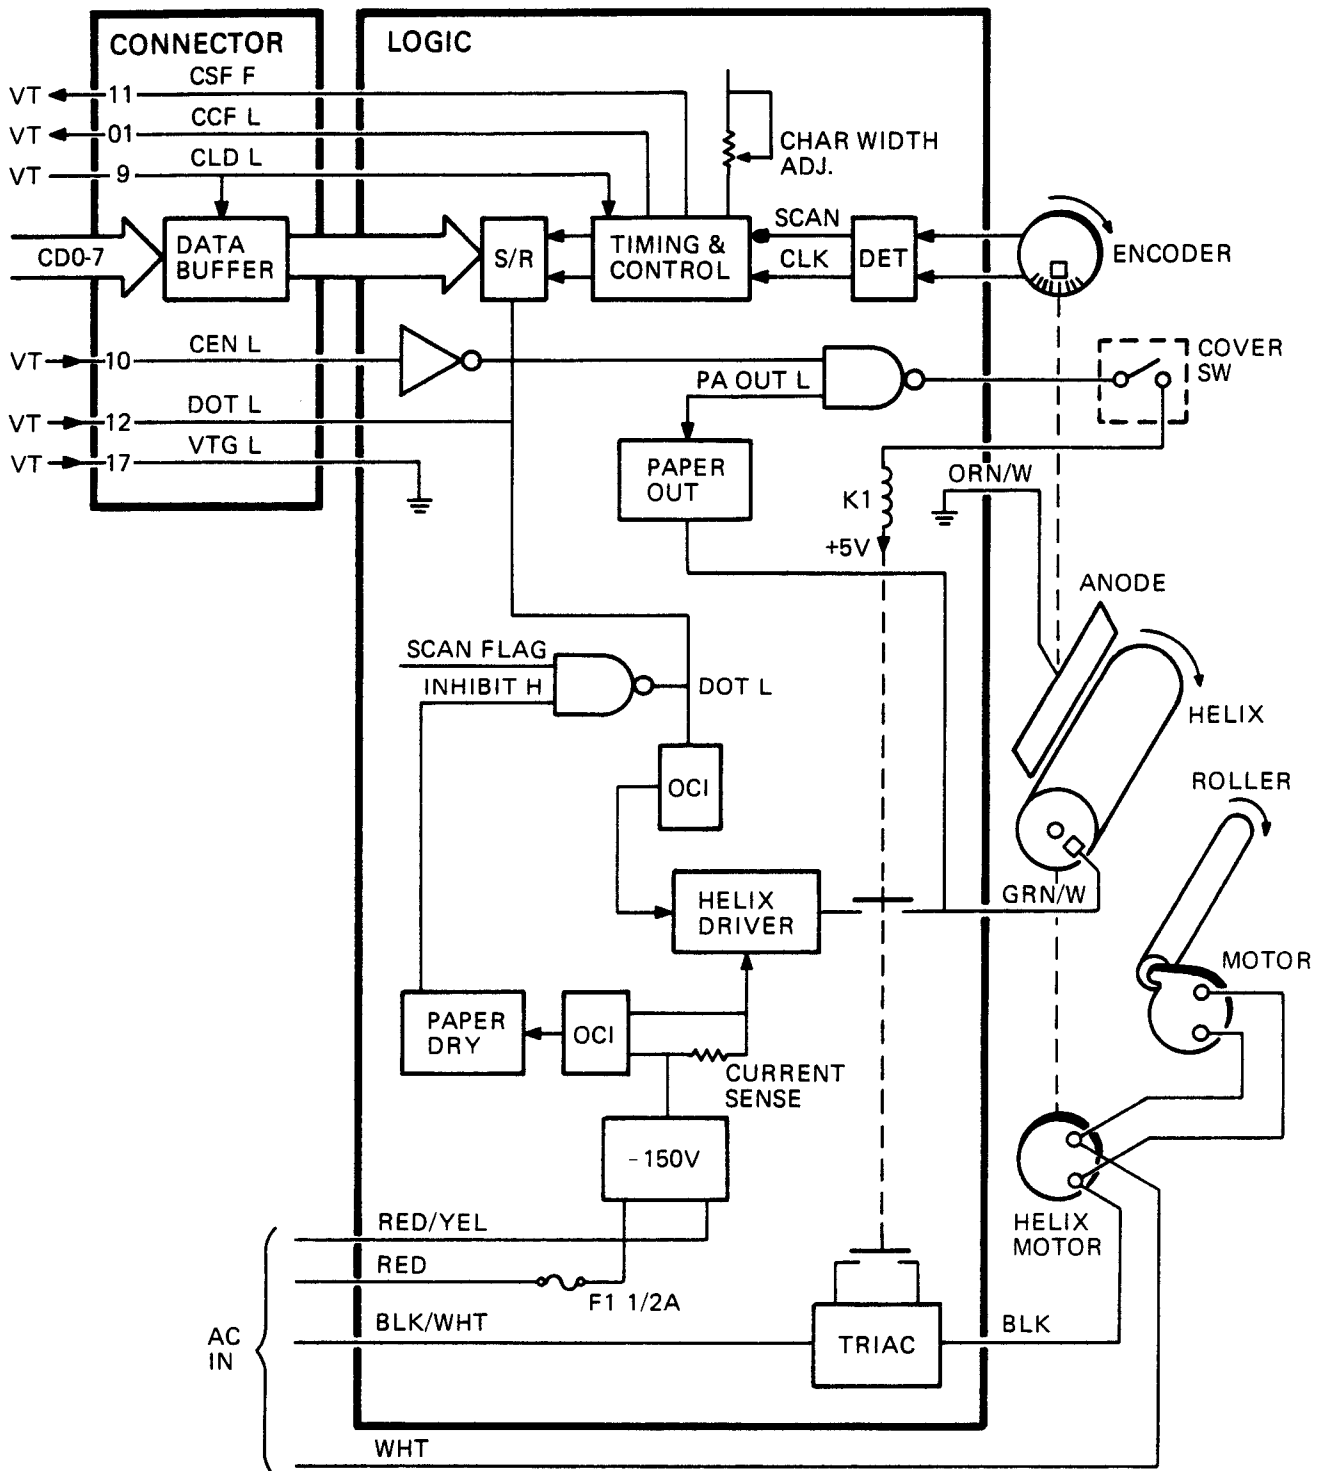 CONNECTOR
LOGIC
CSF F
VT
11
CCF L
VT
01
CHAR WIDTH
ADJ.
CLD L
VT
9
CD0-7
DATA
BUFFER
S/R
TIMING &
CONTROL
SCAN
CLK
DET
ENCODER
CEN L
VT
10
PA OUT L
COVER
SW
DOT L
VT
12
VTG L
VT
17
PAPER
OUT
K1
ORN/W
+5V
ANODE
SCAN FLAG
INHIBIT H
DOT L
HELIX
OCI
ROLLER
HELIX
DRIVER
GRN/W
MOTOR
PAPER
DRY
OCI
CURRENT
SENSE
-150V
HELIX
MOTOR
RED/YEL
RED
F1 1/2A
BLK/WHT
TRIAC
BLK
AC
IN
WHT